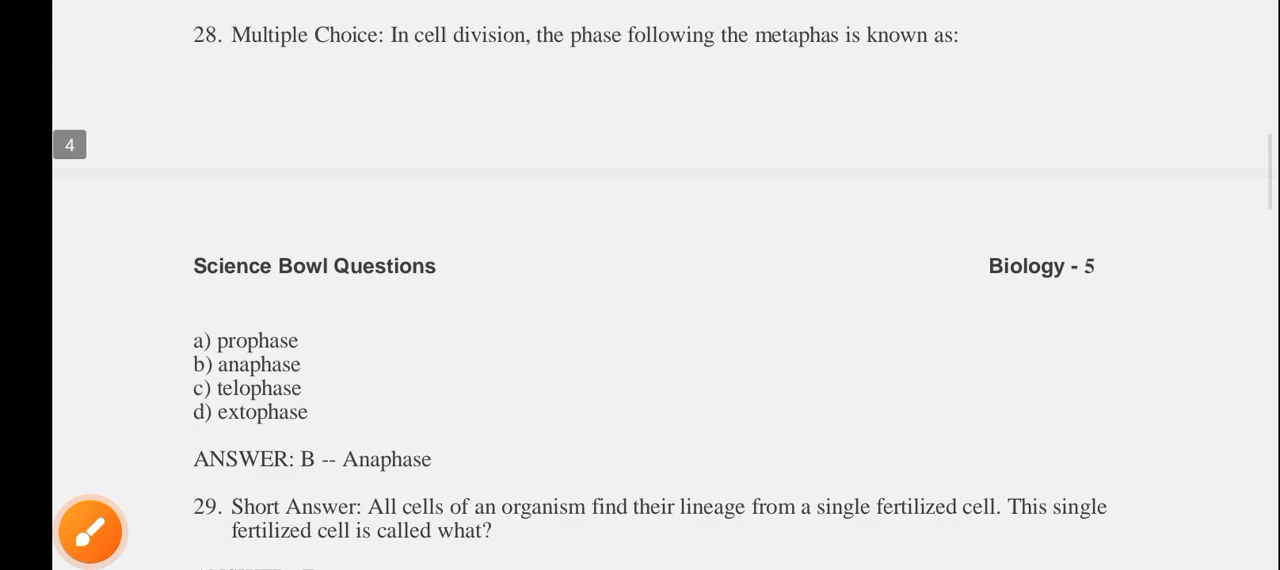 28. Multiple Choice: In cell division, the phase following the metaphas is known as:
4
Science Bowl Questions Biology - 5
a) prophase
b) anaphase
c) telophase
d) extophase
ANSWER: B -- Anaphase
29. Short Answer: All cells of an organism find their lineage from a single fertilized cell. This single
fertilized cell is called what?